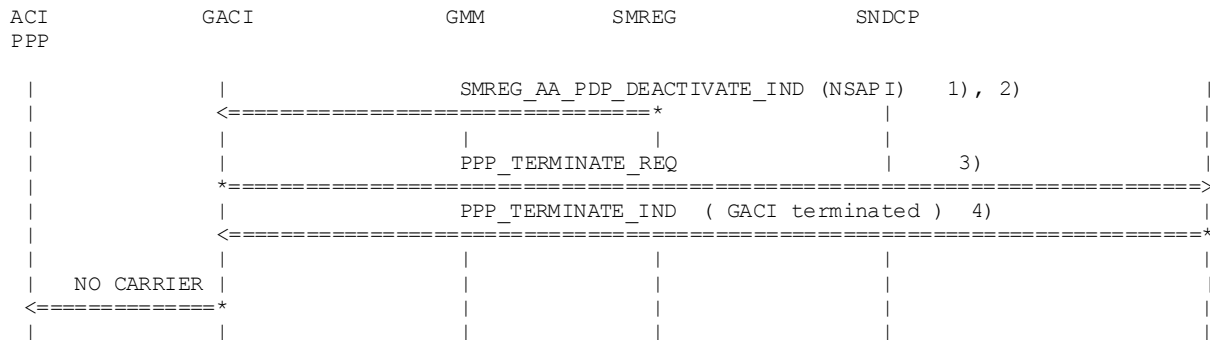 ACI GACI GMM SMREG SNDCP
PPP
SMREG_AA_PDP_DEACTIVATE_IND (NSAPI) 1), 2)
PPP_TERMINATE_REQ 3)
PPP_TERMINATE_IND ( GACI terminated ) 4)
NO CARRIER